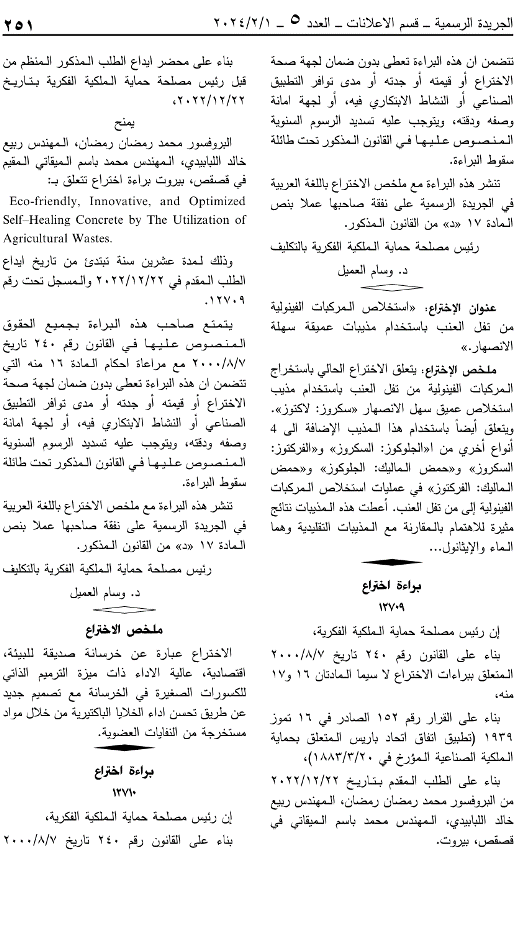 الجريدة الرسمية ــ قسم الاعلانات ــ العدد ٥ ــ ٢٠٢٤/٢/١
٢٥١
تتضمن ان هذه البراءة تعطى بدون ضمان لجهة صحة
الاختراع أو قيمته أو جدته أو مدى توافر التطبيق
الصناعي أو النشاط الابتكاري فيه، أو لجهة امانة
وصفه ودقته، ويتوجب عليه تسديد الرسوم السنوية
المنصوص عليها في القانون المذكور تحت طائلة
سقوط البراءة.
تنشر هذه البراءة مع ملخص الاختراع باللغة العربية
في الجريدة الرسمية على نفقة صاحبها عملا بنص
المادة ١٧ «د» من القانون المذكور.
رئيس مصلحة حماية الملكية الفكرية بالتكليف
د. وسام العميل
عنوان الإختراع: «استخلاص المركبات الفينولية
من تفل العنب باستخدام مذيبات عميقة سهلة
الانصهار.»
ملخص الإختراع: يتعلق الاختراع الحالي باستخراج
المركبات الفينولية من تفل العنب باستخدام مذيب
استخلاص عميق سهل الانصهار «سكروز: لاكتوز».
ويتعلق أيضاً باستخدام هذا المذيب الإضافة الى 4
أنواع أخري من ا«الجلوكوز: السكروز» و«الفركتوز:
السكروز» و«حمض الماليك: الجلوكوز» و«حمض
الماليك: الفركتوز» في عمليات استخلاص المركبات
الفينولية إلى من تفل العنب. أعطت هذه المذيبات نتائج
مثيرة للاهتمام بالمقارنة مع المذيبات التقليدية وهما
الماء والإيثانول...
براءة اختراع
١٢٧٠٩
إن رئيس مصلحة حماية الملكية الفكرية،
بناء على القانون رقم ٢٤٠ تاريخ ٢٠٠٠/٨/٧
المتعلق ببراءات الاختراع لا سيما المادتان ١٦ و١٧
منه،
بناء على القرار رقم ١٥٢ الصادر في ١٦ تموز
١٩٣٩ (تطبيق اتفاق اتحاد باريس المتعلق بحماية
الملكية الصناعية المؤرخ في ١٨٨٣/٣/٢٠)،
بناء على الطلب المقدم بتاريخ ٢٠٢٢/١٢/٢٢
من البروفسور محمد رمضان رمضان، المهندس ربيع
خالد اللبابيدي، المهندس محمد باسم الميقاتي في
قصقص، بيروت.
بناء على محضر ايداع الطلب المذكور المنظم من
قبل رئيس مصلحة حماية الملكية الفكرية بتاريخ
٢٠٢٢/١٢/٢٢،
يمنح
البروفسور محمد رمضان رمضان، المهندس ربيع
خالد اللبابيدي، المهندس محمد باسم الميقاتي المقيم
في قصقص، بيروت براءة اختراع تتعلق بـ:
Eco-friendly, Innovative, and Optimized
Self–Healing Concrete by The Utilization of
Agricultural Wastes.
وذلك لمدة عشرين سنة تبتدئ من تاريخ ايداع
الطلب المقدم في ٢٠٢٢/١٢/٢٢ والمسجل تحت رقم
١٢٧٠٩.
يتمتع صاحب هذه البراءة بجميع الحقوق
المنصوص عليها في القانون رقم ٢٤٠ تاريخ
٢٠٠٠/٨/٧ مع مراعاة احكام المادة ١٦ منه التي
تتضمن ان هذه البراءة تعطى بدون ضمان لجهة صحة
الاختراع أو قيمته أو جدته أو مدى توافر التطبيق
الصناعي أو النشاط الابتكاري فيه، أو لجهة امانة
وصفه ودقته، ويتوجب عليه تسديد الرسوم السنوية
المنصوص عليها في القانون المذكور تحت طائلة
سقوط البراءة.
تنشر هذه البراءة مع ملخص الاختراع باللغة العربية
في الجريدة الرسمية على نفقة صاحبها عملا بنص
المادة ١٧ «د» من القانون المذكور.
رئيس مصلحة حماية الملكية الفكرية بالتكليف
د. وسام العميل
ملخص الاختراع
الاختراع عبارة عن خرسانة صديقة للبيئة،
اقتصادية، عالية الاداء ذات ميزة الترميم الذاتي
للكسورات الصغيرة في الخرسانة مع تصميم جديد
عن طريق تحسن اداء الخلايا الباكتيرية من خلال مواد
مستخرجة من النفايات العضوية.
براءة اختراع
١٢٧١٠
إن رئيس مصلحة حماية الملكية الفكرية،
بناء على القانون رقم ٢٤٠ تاريخ ٢٠٠٠/٨/٧